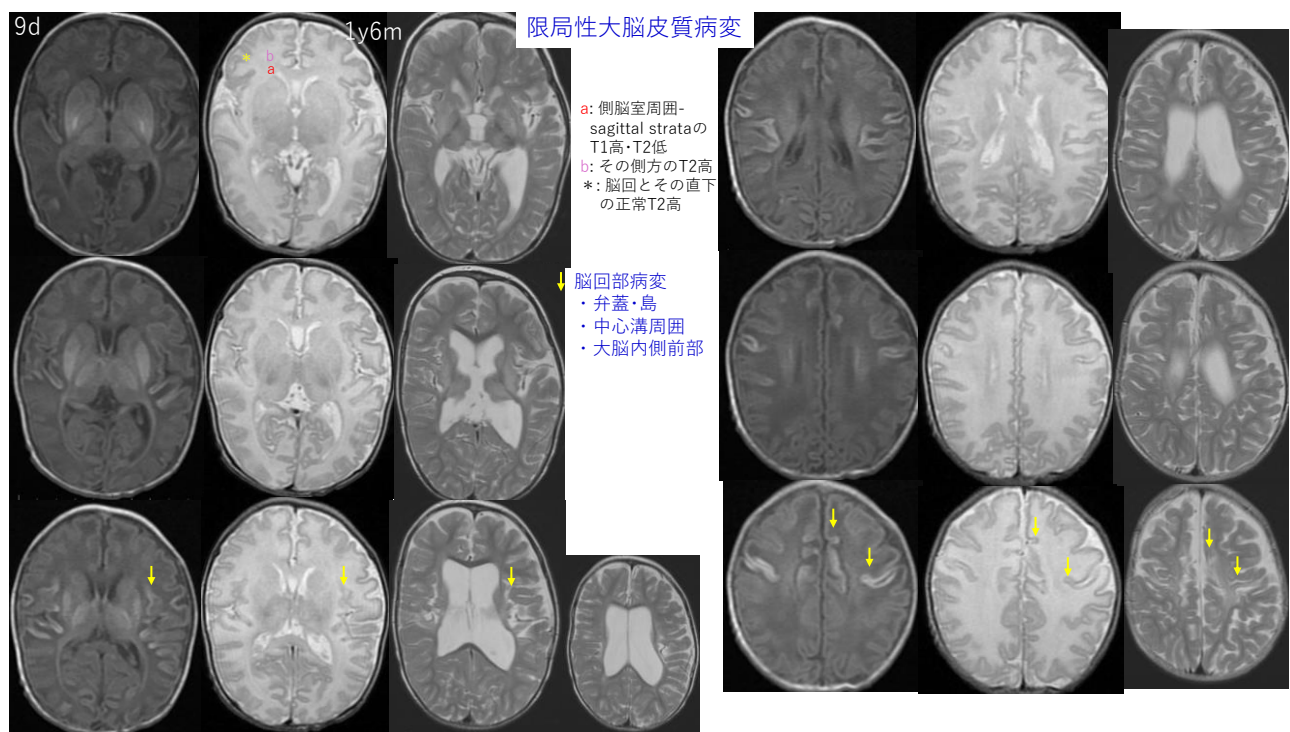 9d
1y6m
限局性大脳皮質病変
*
b
a
a: 側脳室周囲-
sagittal strataの
T1高・T2低
b: その側方のT2高
*: 脳回とその直下
の正常T2高
脳回部病変
・弁蓋・島
・中心溝周囲
・大脳内側前部